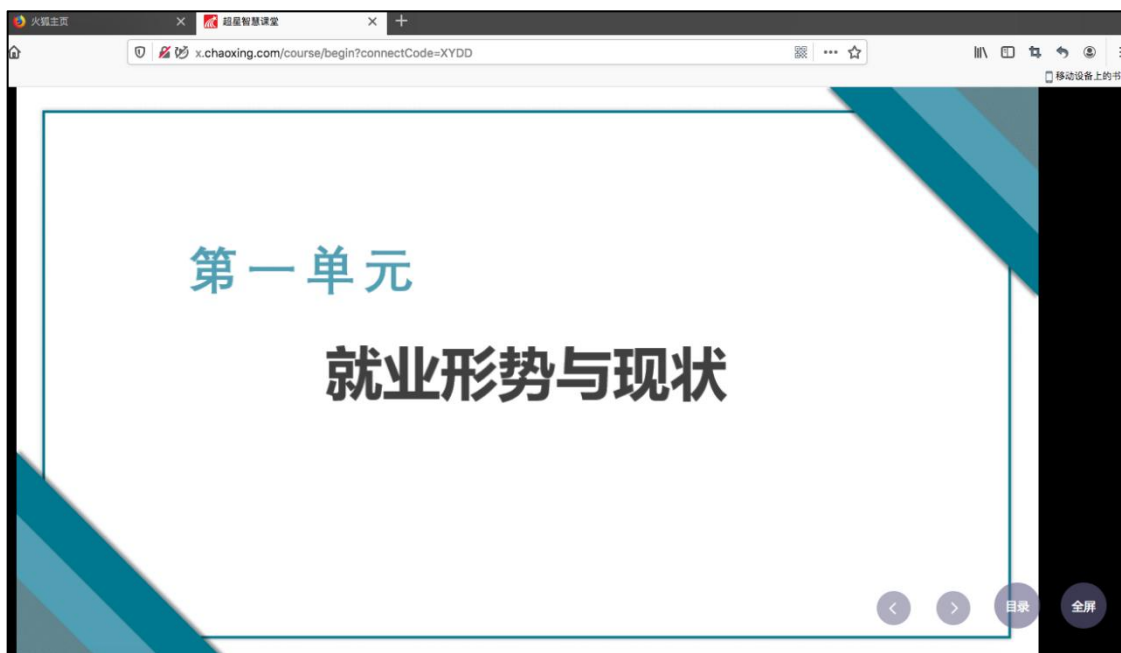 火狐主页
超星智慧课堂
x.chaoxing.com/course/begin?connectCode=XYDD
移动设备上的书
第一单元
就业形势与现状
目录
全屏